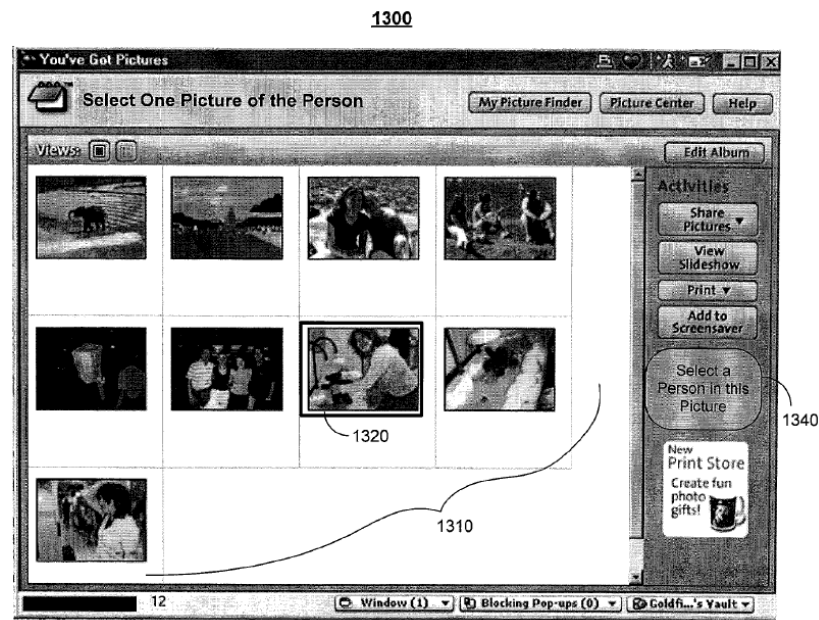 1300
You've Got Pictures
Select One Picture of the Person
My Picture Finder
Picture Center
Help
Views:
Edit Album
Activities
Share
Pictures
View
Slideshow
Print
Add to
Screensaver
Select a
Person in this
Picture
1340
1320
New
Print Store
Create fun
photo
gifts!
1310
12
Window (1)
Blocking Pop-ups (0)
Goldfi...'s Vault